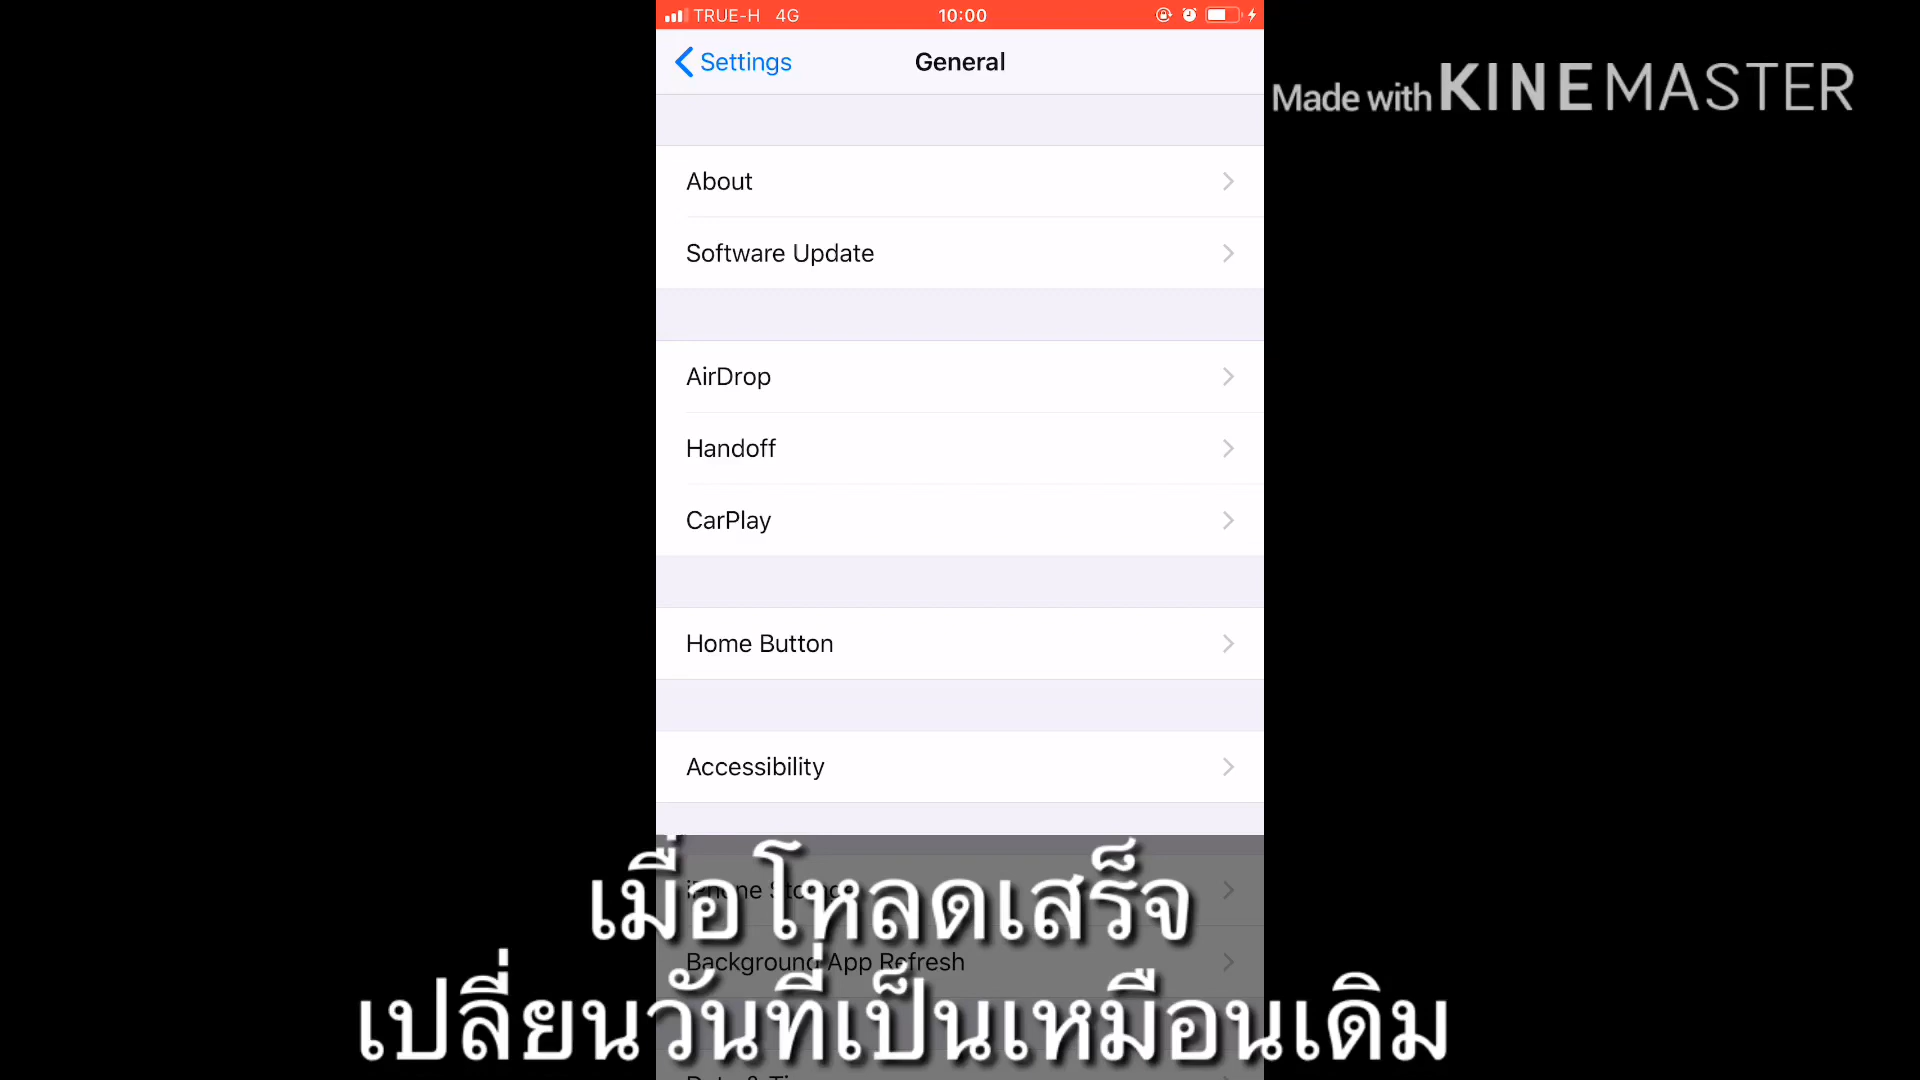 TRUE-H 4G 10:00
Settings General
Made with KINEMASTER
About
Software Update
AirDrop
Handoff
CarPlay
Home Button
Accessibility
iPhone Storage
เมื่อโหลดเสร็จ
Background App Refresh
เปลี่ยนวันที่เป็นเหมือนเดิม